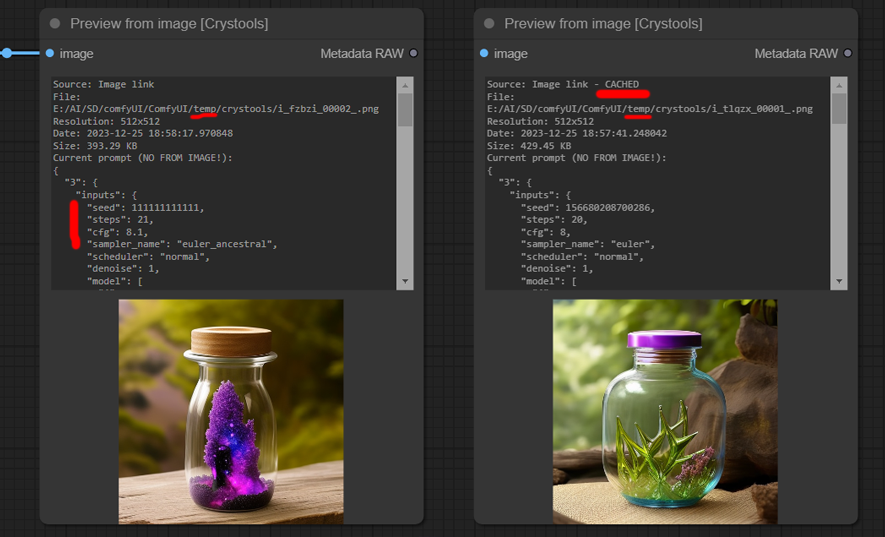 Preview from image [Crystools]
image
Metadata RAW
Source: Image link
File:
E:/AI/SD/comfyUI/ComfyUI/temp/crystools/i_fzbzi_00002_.png
Resolution: 512x512
Date: 2023-12-25 18:58:17.970848
Size: 393.29 KB
Current prompt (NO FROM IMAGE!):
{
"3": {
"inputs": {
"seed": 111111111111,
"steps": 21,
"cfg": 8.1,
"sampler_name": "euler_ancestral",
"scheduler": "normal",
"denoise": 1,
"model": [
Preview from image [Crystools]
image
Metadata RAW
Source: Image link - CACHED
File:
E:/AI/SD/comfyUI/ComfyUI/temp/crystools/i_tlqzx_00001_.png
Resolution: 512x512
Date: 2023-12-25 18:57:41.248042
Size: 429.45 KB
Current prompt (NO FROM IMAGE!):
{
"3": {
"inputs": {
"seed": 156680208700286,
"steps": 20,
"cfg": 8,
"sampler_name": "euler",
"scheduler": "normal",
"denoise": 1,
"model": [